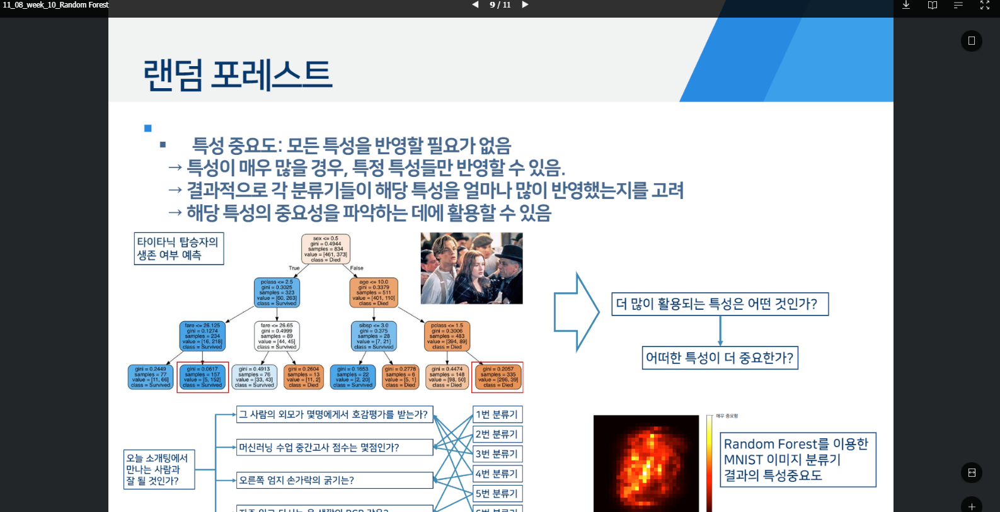 11_08_week_10_Random Forest
9 / 11
랜덤 포레스트
특성 중요도: 모든 특성을 반영할 필요가 없음
→ 특성이 매우 많을 경우, 특정 특성들만 반영할 수 있음.
→ 결과적으로 각 분류기들이 해당 특성을 얼마나 많이 반영했는지를 고려
→ 해당 특성의 중요성을 파악하는 데에 활용할 수 있음
타이타닉 탑승자의
생존 여부 예측
sex <= 0.5
gini = 0.4944
samples = 834
value = [461, 373]
class = Died
True
False
pclass <= 2.5
gini = 0.3025
samples = 323
value = [60, 263]
class = Survived
age <= 10.0
gini = 0.3379
samples = 511
value = [401, 110]
class = Died
fare <= 26.125
gini = 0.1274
samples = 234
value = [16, 218]
class = Survived
fare <= 26.65
gini = 0.4999
samples = 89
value = [44, 45]
class = Survived
sibsp <= 3.0
gini = 0.375
samples = 28
value = [7, 21]
class = Survived
pclass <= 1.5
gini = 0.3006
samples = 483
value = [394, 89]
class = Died
gini = 0.2449
samples = 77
value = [11, 66]
class = Survived
gini = 0.0617
samples = 157
value = [5, 152]
class = Survived
gini = 0.4913
samples = 76
value = [33, 43]
class = Survived
gini = 0.2604
samples = 13
value = [11, 2]
class = Died
gini = 0.1653
samples = 22
value = [2, 20]
class = Survived
gini = 0.2778
samples = 6
value = [5, 1]
class = Died
gini = 0.4474
samples = 148
value = [98, 50]
class = Died
gini = 0.2057
samples = 335
value = [296, 39]
class = Died
더 많이 활용되는 특성은 어떤 것인가?
어떠한 특성이 더 중요한가?
오늘 소개팅에서
만나는 사람과
잘 될 것인가?
그 사람의 외모가 몇명에게서 호감평가를 받는가?
머신러닝 수업 중간고사 점수는 몇점인가?
오른쪽 엄지 손가락의 굵기는?
1번 분류기
2번 분류기
3번 분류기
4번 분류기
5번 분류기
매우 중요함
Random Forest를 이용한
MNIST 이미지 분류기
결과의 특성중요도